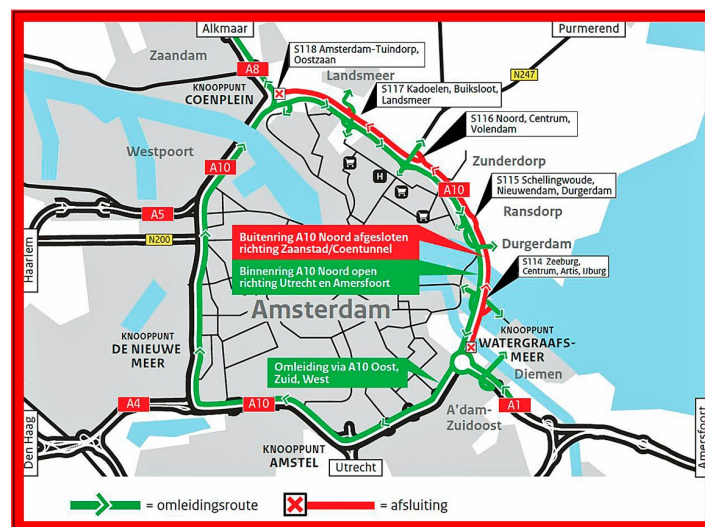 Alkmaar
Purmerend
Zaandam
S118 Amsterdam-Tuindorp,
Oostzaan
Landsmeer
N247
A8
S117 Kadoelen, Buiksloot,
Landsmeer
KNOOPPUNT
COENPLEIN
S116 Noord, Centrum,
Volendam
Westpoort
Zunderdorp
A10
H
A10
S115 Schellingwoude,
Nieuwendam, Durgerdam
Ransdorp
A5
Haarlem
N200
Buitenring A10 Noord afgesloten
richting Zaanstad/Coentunnel
Durgerdam
Binnenring A10 Noord open
richting Utrecht en Amersfoort
S114 Zeeburg,
Centrum, Artis, IJburg
Amsterdam
KNOOPPUNT
DE NIEUWE
MEER
KNOOPPUNT
WATERGRAAFS-
MEER
Omleiding via A10 Oost,
Zuid, West
Diemen
A4
A10
A1
A'dam-
Zuidoost
Den Haag
KNOOPPUNT
AMSTEL
Utrecht
Amersfoort
= omleidingsroute
= afsluiting